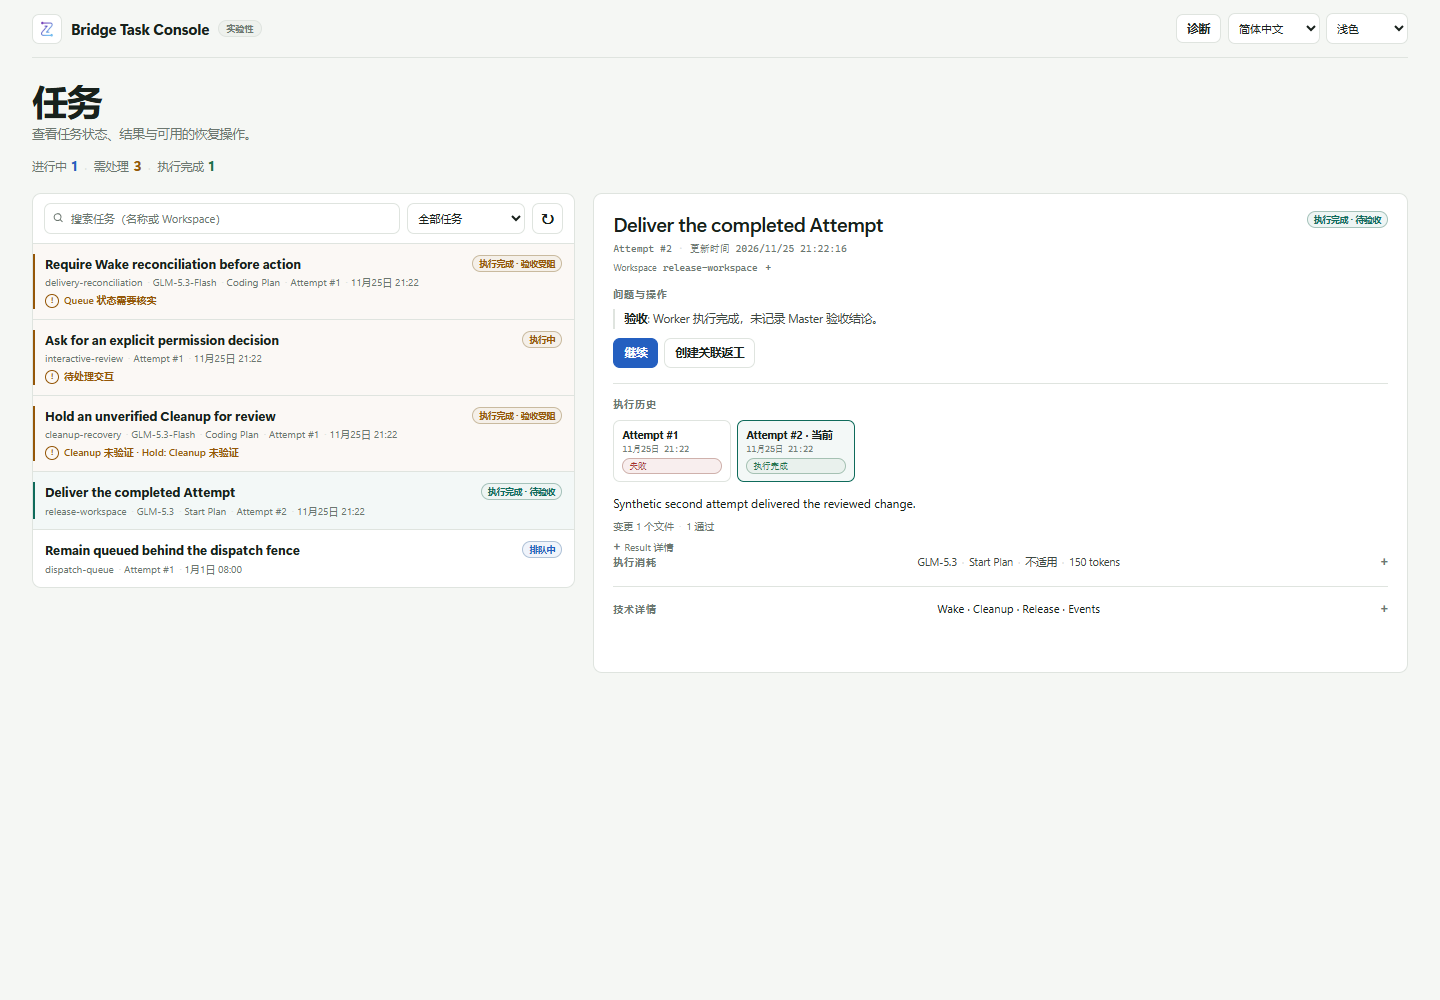 Bridge Task Console 实验性 诊断 简体中文 浅色
任务
查看任务状态、结果与可用的恢复操作。
进行中 1 · 需处理 3 · 执行完成 1
搜索任务（名称或 Workspace） 全部任务
Require Wake reconciliation before action 执行完成 · 验收受阻
delivery-reconciliation · GLM-5.3-Flash · Coding Plan · Attempt #1 · 11月25日 21:22
Queue 状态需要核实
Ask for an explicit permission decision 执行中
interactive-review · Attempt #1 · 11月25日 21:22
待处理交互
Hold an unverified Cleanup for review 执行完成 · 验收受阻
cleanup-recovery · GLM-5.3-Flash · Coding Plan · Attempt #1 · 11月25日 21:22
Cleanup 未验证 · Hold: Cleanup 未验证
Deliver the completed Attempt 执行完成 · 待验收
release-workspace · GLM-5.3 · Start Plan · Attempt #2 · 11月25日 21:22
Remain queued behind the dispatch fence 排队中
dispatch-queue · Attempt #1 · 1月1日 08:00
Deliver the completed Attempt 执行完成 · 待验收
Attempt #2 · 更新时间 2026/11/25 21:22:16
Workspace release-workspace +
问题与操作
验收: Worker 执行完成，未记录 Master 验收结论。
继续 创建关联返工
执行历史
Attempt #1
11月25日 21:22
失败
Attempt #2 · 当前
11月25日 21:22
执行完成
Synthetic second attempt delivered the reviewed change.
变更 1 个文件 · 1 通过
+ Result 详情
执行消耗 GLM-5.3 · Start Plan · 不适用 · 150 tokens +
技术详情 Wake · Cleanup · Release · Events +